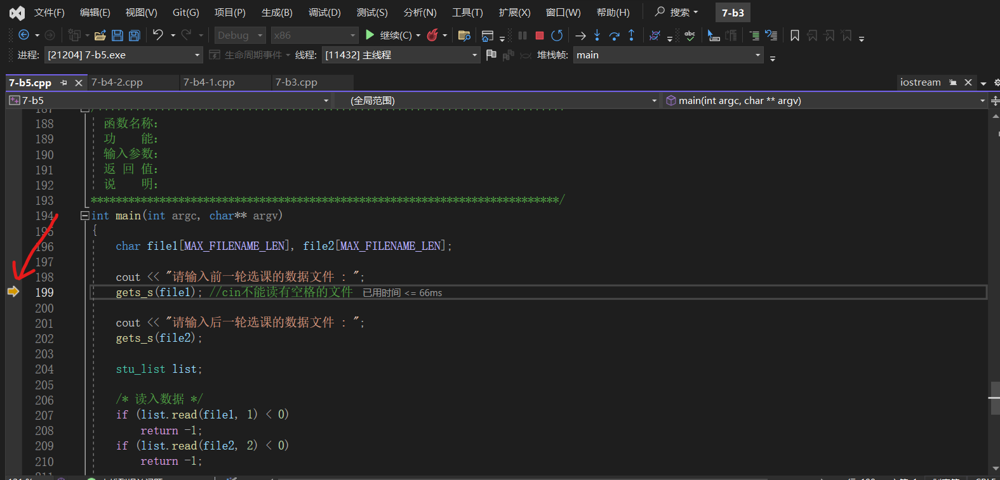 文件(F) 编辑(E) 视图(V) Git(G) 项目(P) 生成(B) 调试(D) 测试(S) 分析(N) 工具(T) 扩展(X) 窗口(W) 帮助(H) 搜索 7-b3
Debug x86 继续(C)
进程: [21204] 7-b5.exe 生命周期事件 线程: [11432] 主线程 堆栈帧: main
7-b5.cpp 7-b4-2.cpp 7-b4-1.cpp 7-b3.cpp iostream
7-b5 (全局范围) main(int argc, char ** argv)
187
188 函数名称:
189 功 能:
190 输入参数:
191 返 回 值:
192 说 明:
193 ***************************************************************************/
194 int main(int argc, char** argv)
195 {
196 char file1[MAX_FILENAME_LEN], file2[MAX_FILENAME_LEN];
197
198 cout << "请输入前一轮选课的数据文件 : ";
199 gets_s(file1); //cin不能读有空格的文件 已用时间 <= 66ms
200
201 cout << "请输入后一轮选课的数据文件 : ";
202 gets_s(file2);
203
204 stu_list list;
205
206 /* 读入数据 */
207 if (list.read(file1, 1) < 0)
208 return -1;
209 if (list.read(file2, 2) < 0)
210 return -1;